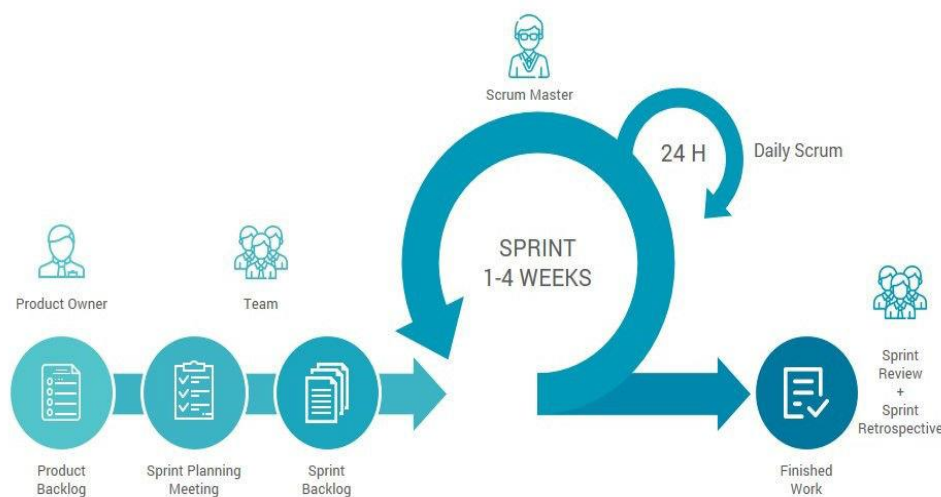 Scrum Master
24 H
Daily Scrum
SPRINT
1-4 WEEKS
Product Owner
Team
Sprint
Review
+
Sprint
Retrospective
Product
Backlog
Sprint Planning
Meeting
Sprint
Backlog
Finished
Work